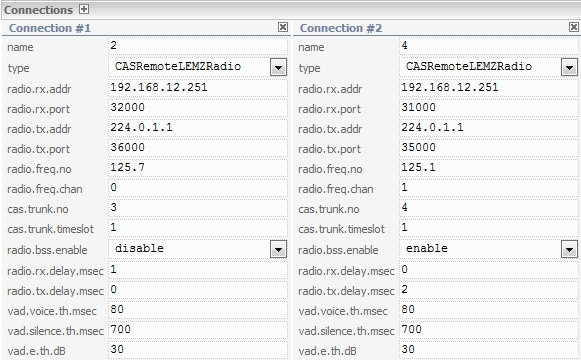 Connections
Connection #1 Connection #2
name 2 name 4
type CASRemoteLEMZRadio type CASRemoteLEMZRadio
radio.rx.addr 192.168.12.251 radio.rx.addr 192.168.12.251
radio.rx.port 32000 radio.rx.port 31000
radio.tx.addr 224.0.1.1 radio.tx.addr 224.0.1.1
radio.tx.port 36000 radio.tx.port 35000
radio.freq.no 125.7 radio.freq.no 125.1
radio.freq.chan 0 radio.freq.chan 1
cas.trunk.no 3 cas.trunk.no 4
cas.trunk.timeslot 1 cas.trunk.timeslot 1
radio.bss.enable disable radio.bss.enable enable
radio.rx.delay.msec 1 radio.rx.delay.msec 0
radio.tx.delay.msec 0 radio.tx.delay.msec 2
vad.voice.th.msec 80 vad.voice.th.msec 80
vad.silence.th.msec 700 vad.silence.th.msec 700
vad.e.th.dB 30 vad.e.th.dB 30